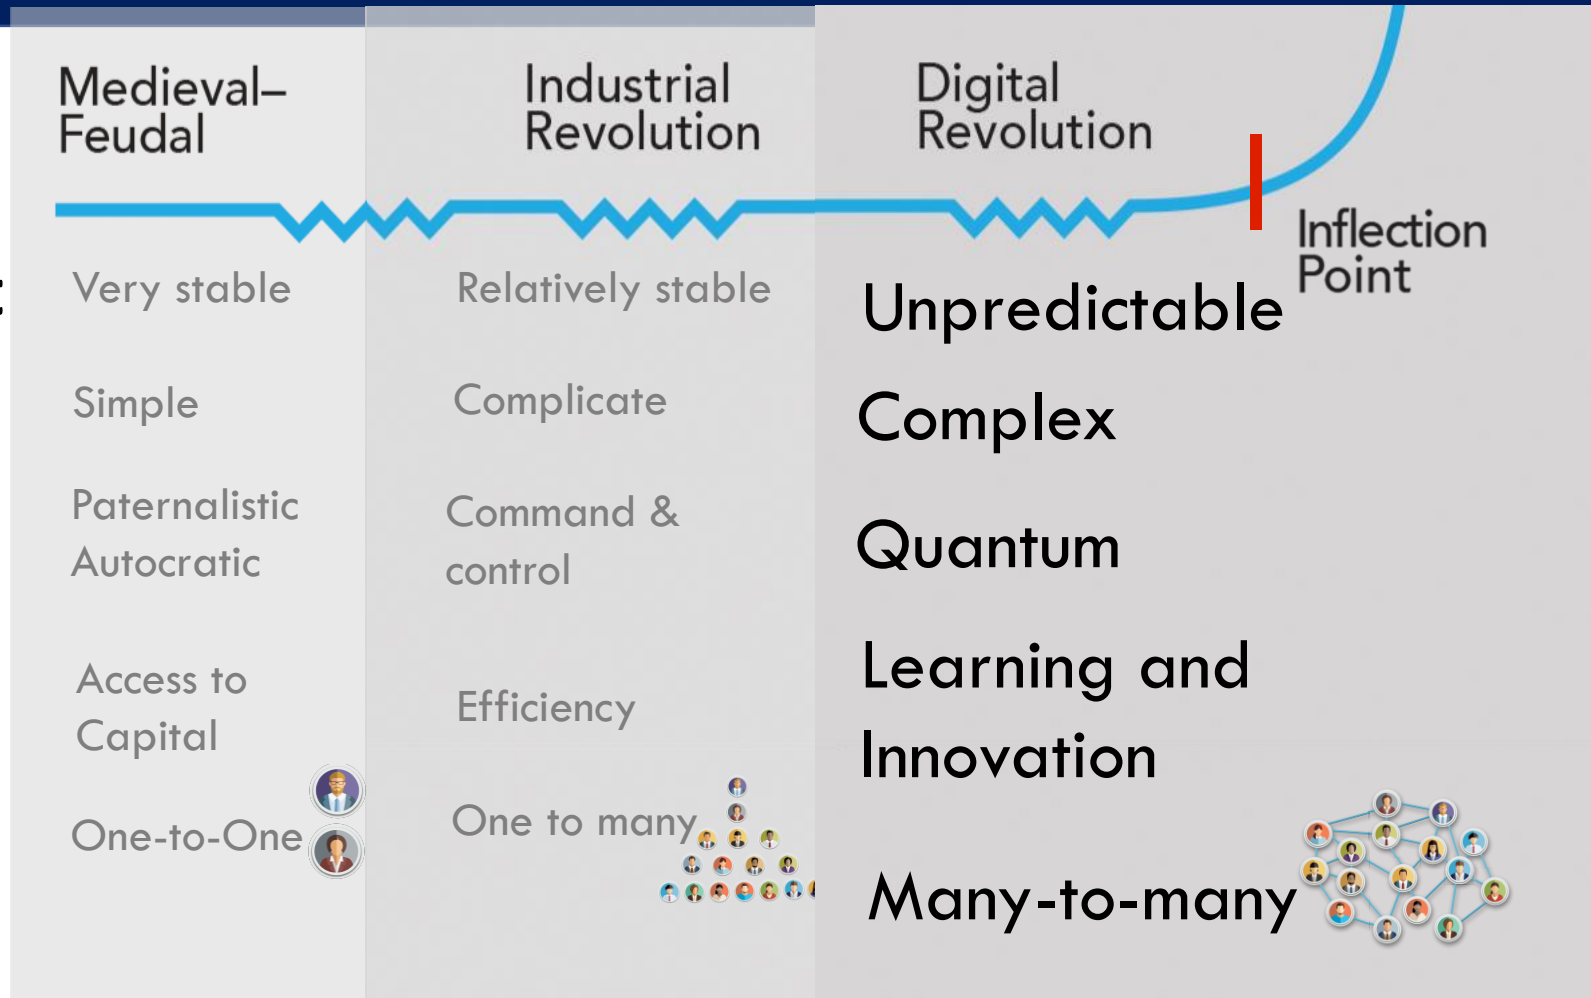 Medieval–
Feudal
Industrial
Revolution
Digital
Revolution
Inflection
Point
Very stable
Relatively stable
Unpredictable
Simple
Complicate
Complex
Paternalistic
Autocratic
Command &
control
Quantum
Access to
Capital
Efficiency
Learning and
Innovation
One-to-One
One to many
Many-to-many